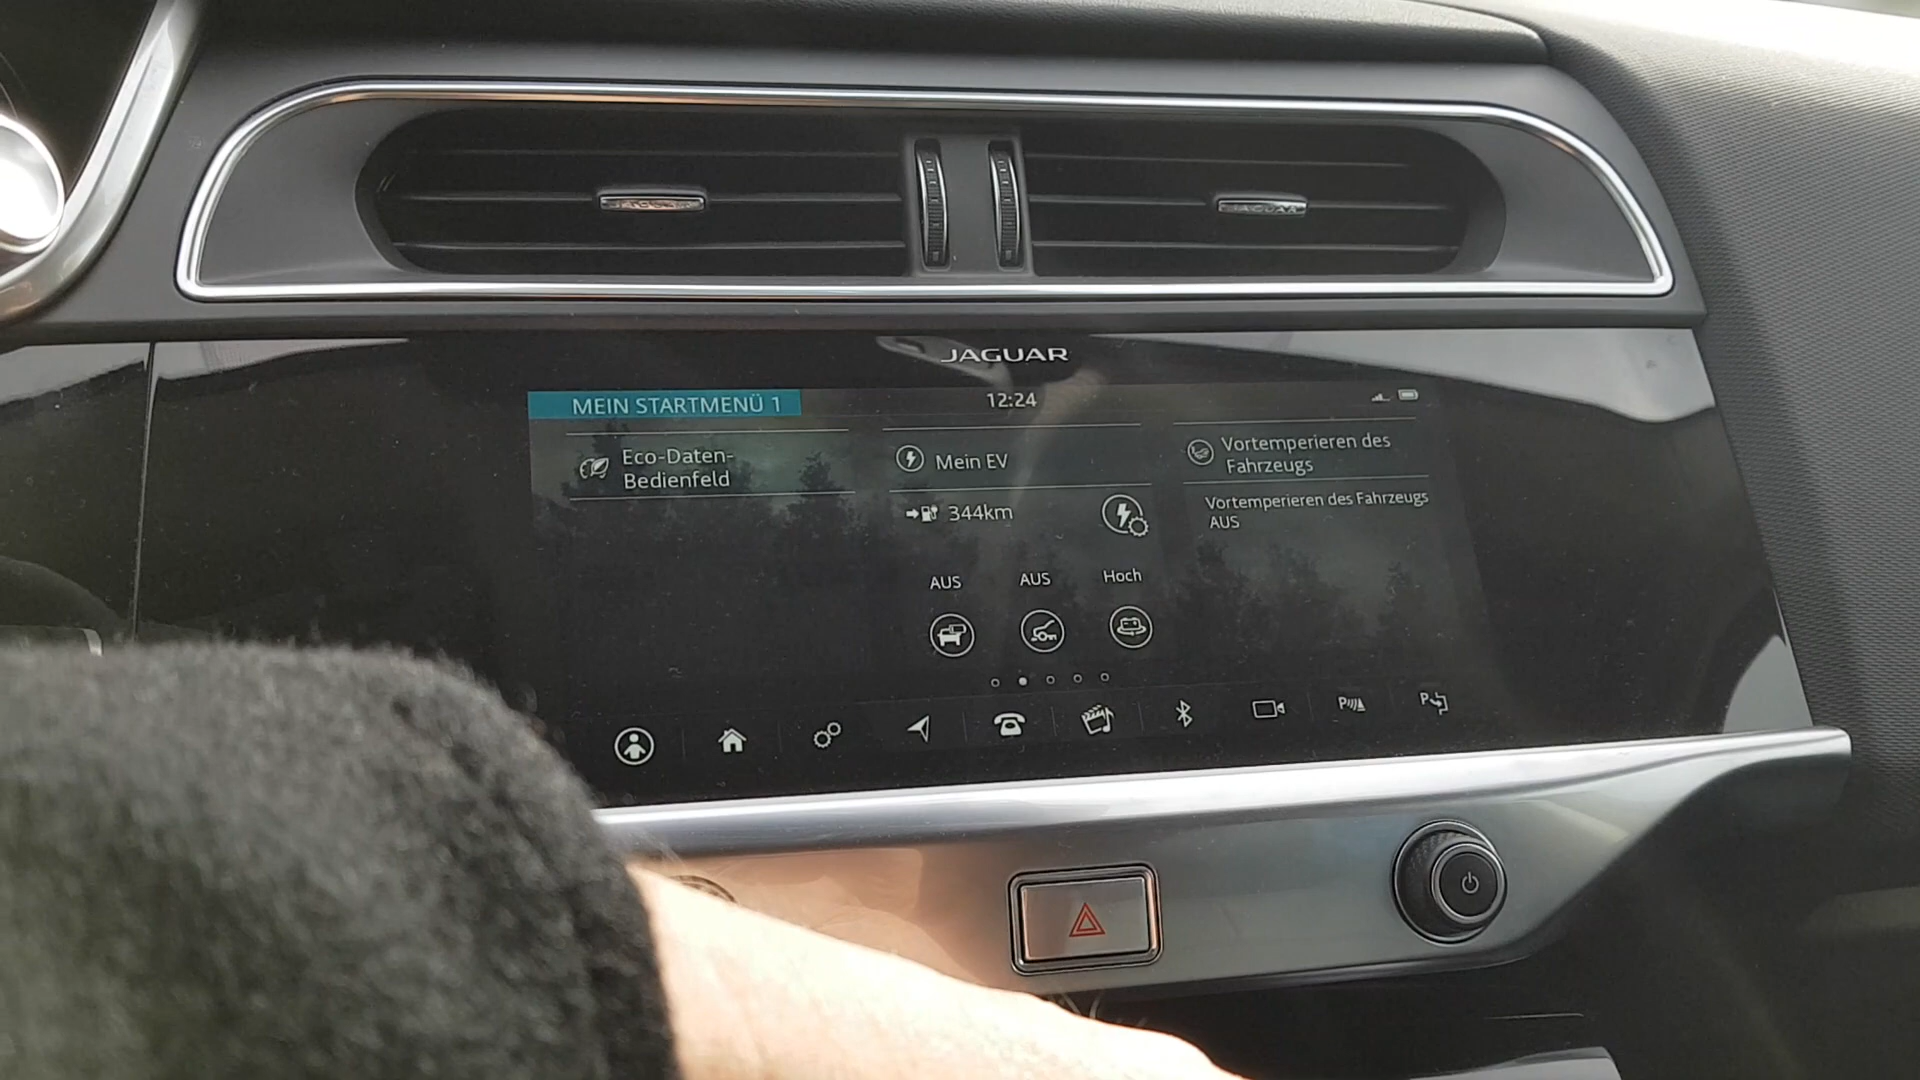 JAGUAR
JAGUAR
MEIN STARTMENÜ 1
12:24
Eco-Daten-
Bedienfeld
Mein EV
Vortemperieren des
Fahrzeugs
344km
Vortemperieren des Fahrzeugs
AUS
AUS
AUS
Hoch
P
P